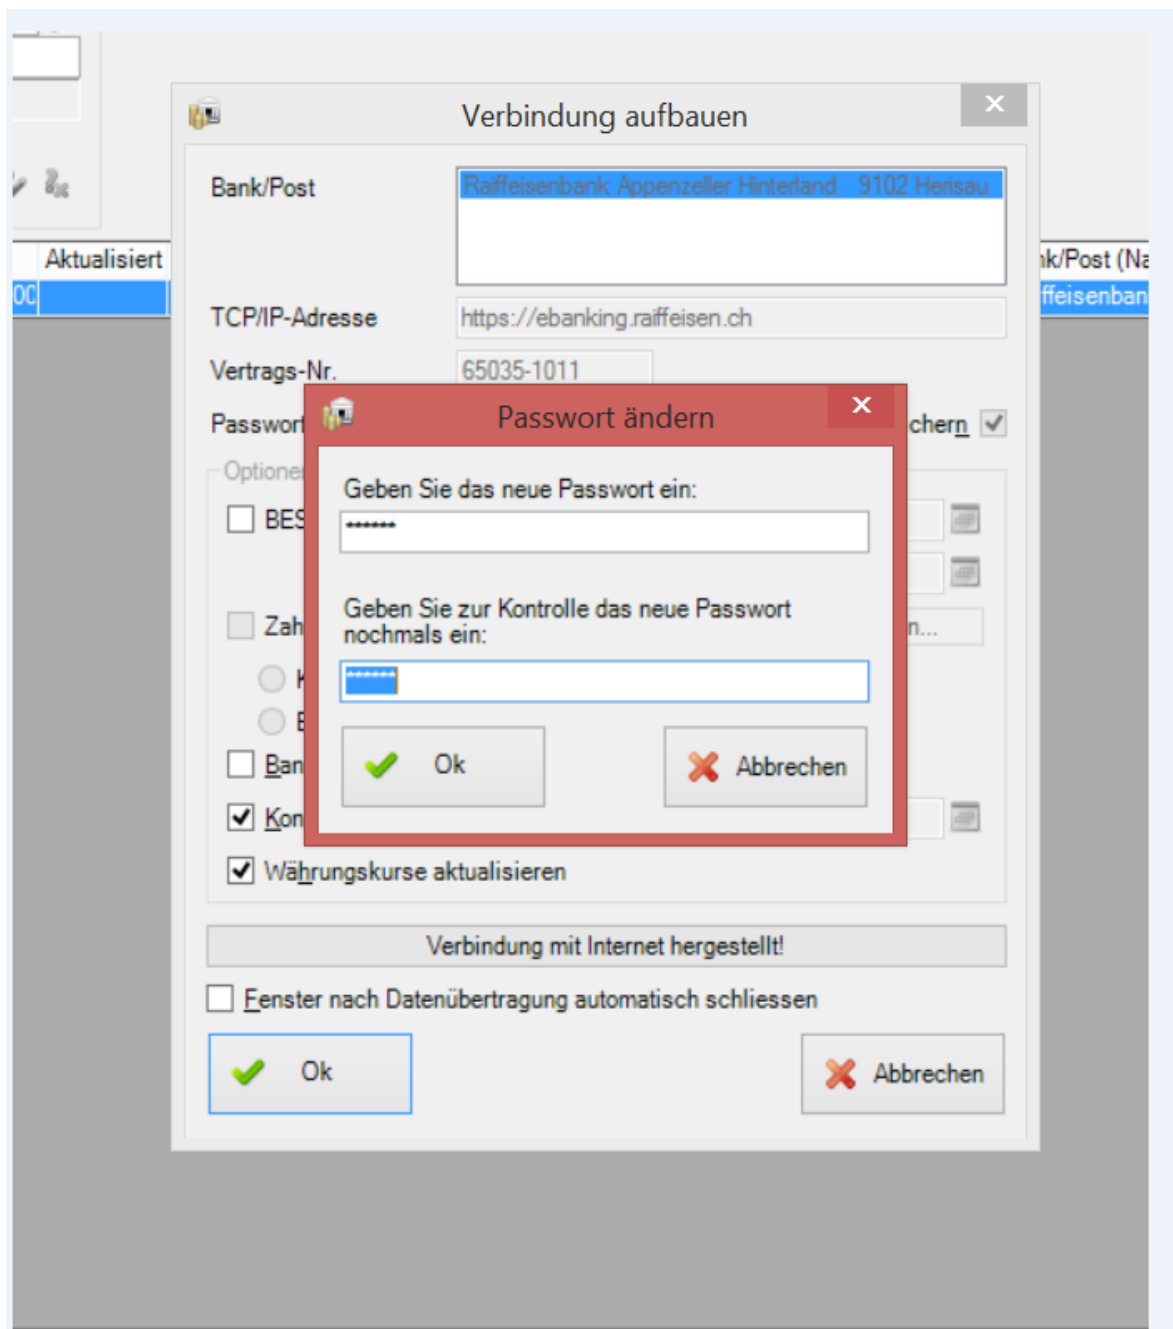 Verbindung aufbauen
Bank/Post
Raiffeisenbank Appenzeller Hinterland 9102 Herisau
Aktualisiert
TCP/IP-Adresse
https://ebanking.raiffeisen.ch
Vertrags-Nr.
65035-1011
Passwort ändern
Geben Sie das neue Passwort ein:
******
Geben Sie zur Kontrolle das neue Passwort
nochmals ein:
******
Ok
Abbrechen
Währungskurse aktualisieren
Verbindung mit Internet hergestellt!
Fenster nach Datenübertragung automatisch schliessen
Ok
Abbrechen